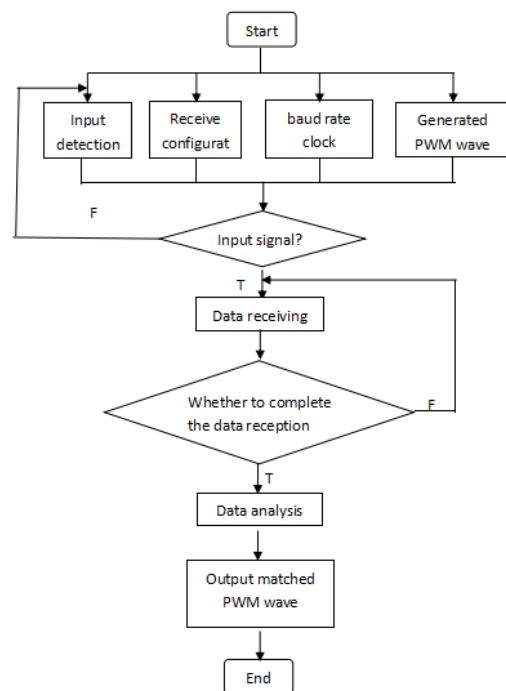 Start
Input
detection
Receive
configurat
baud rate
clock
Generated
PWM wave
F
Input signal?
T
Data receiving
Whether to complete
the data reception
F
T
Data analysis
Output matched
PWM wave
End